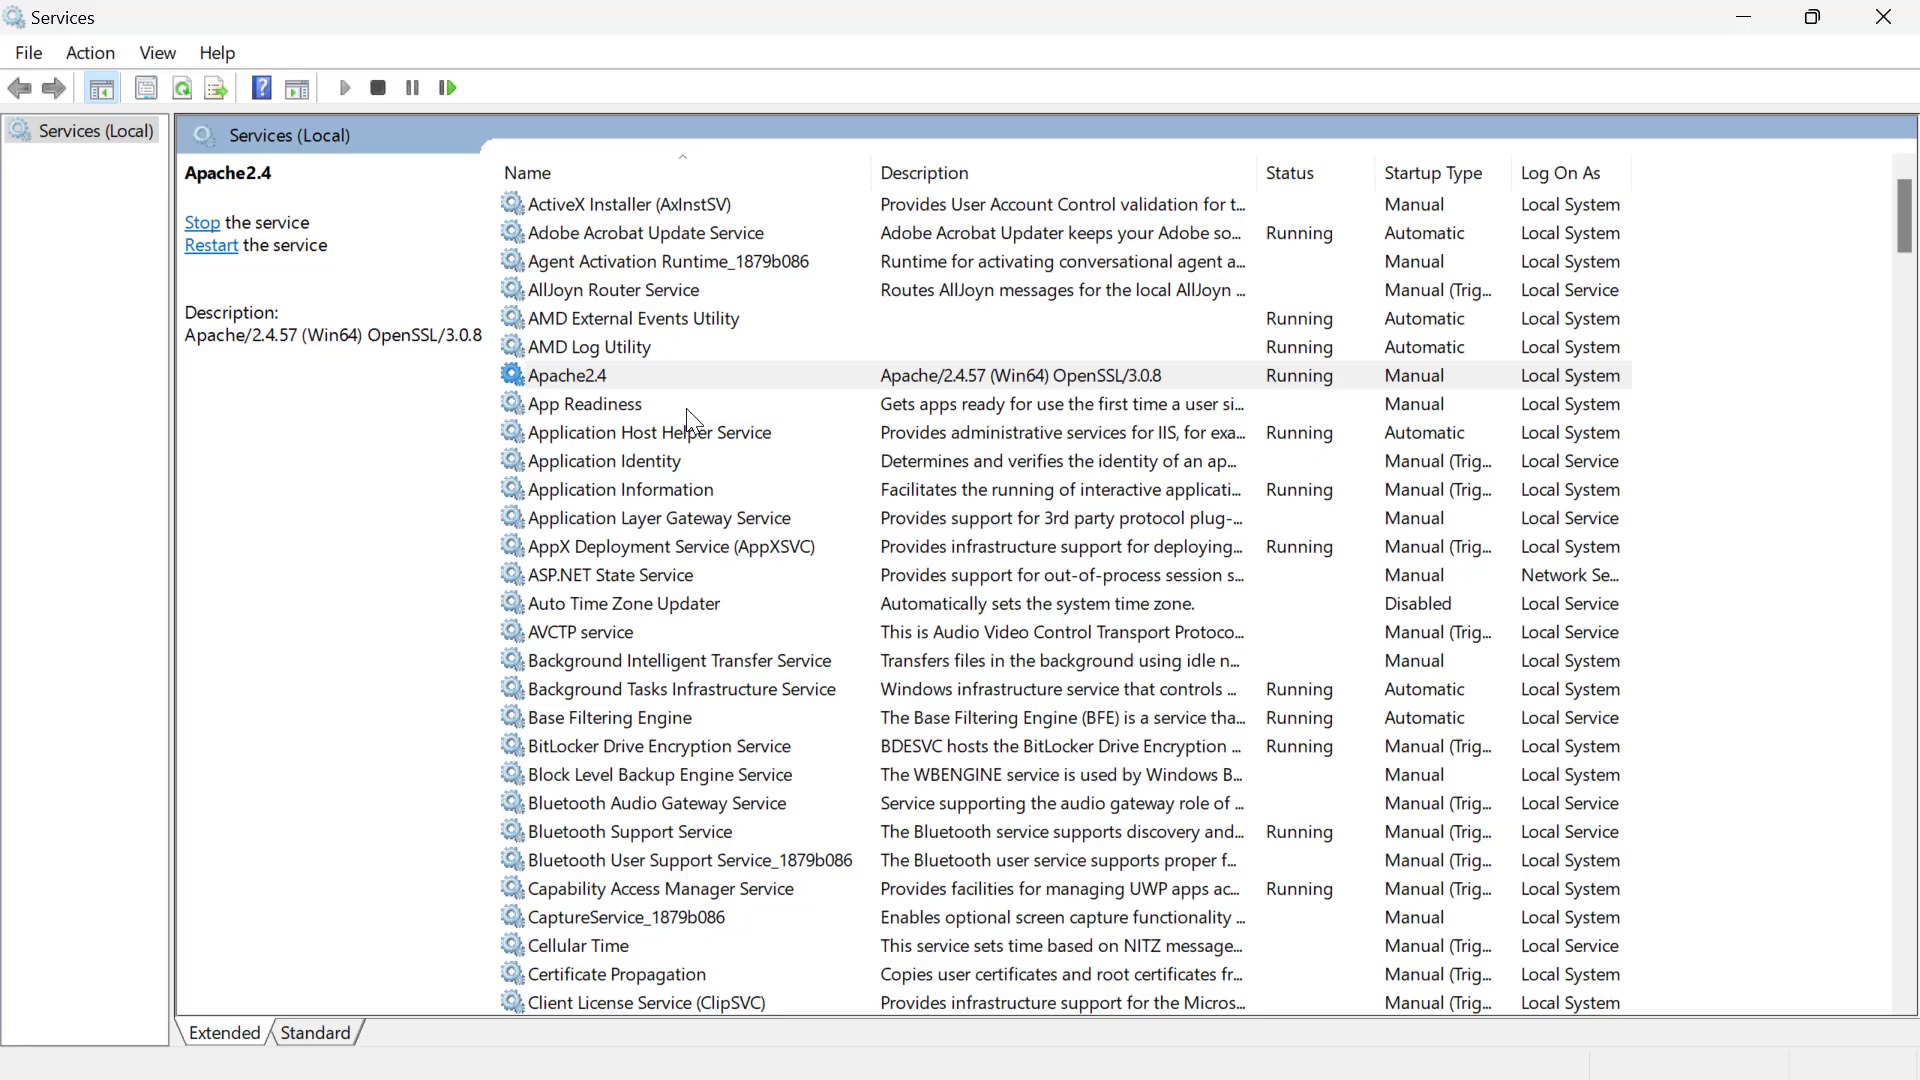 Services
File Action View Help
Services (Local)
Services (Local)
Apache2.4
Stop the service
Restart the service
Description:
Apache/2.4.57 (Win64) OpenSSL/3.0.8
Name Description Status Startup Type Log On As
ActiveX Installer (AxInstSV) Provides User Account Control validation for t... Manual Local System
Adobe Acrobat Update Service Adobe Acrobat Updater keeps your Adobe so... Running Automatic Local System
Agent Activation Runtime_1879b086 Runtime for activating conversational agent a... Manual Local System
AllJoyn Router Service Routes AllJoyn messages for the local AllJoyn ... Manual (Trig... Local Service
AMD External Events Utility Running Automatic Local System
AMD Log Utility Running Automatic Local System
Apache2.4 Apache/2.4.57 (Win64) OpenSSL/3.0.8 Running Manual Local System
App Readiness Gets apps ready for use the first time a user si... Manual Local System
Application Host Helper Service Provides administrative services for IIS, for exa... Running Automatic Local System
Application Identity Determines and verifies the identity of an ap... Manual (Trig... Local Service
Application Information Facilitates the running of interactive applicati... Running Manual (Trig... Local System
Application Layer Gateway Service Provides support for 3rd party protocol plug-... Manual Local Service
AppX Deployment Service (AppXSVC) Provides infrastructure support for deploying... Running Manual (Trig... Local System
ASP.NET State Service Provides support for out-of-process session s... Manual Network Se...
Auto Time Zone Updater Automatically sets the system time zone. Disabled Local Service
AVCTP service This is Audio Video Control Transport Protoco... Manual (Trig... Local Service
Background Intelligent Transfer Service Transfers files in the background using idle n... Manual Local System
Background Tasks Infrastructure Service Windows infrastructure service that controls ... Running Automatic Local System
Base Filtering Engine The Base Filtering Engine (BFE) is a service tha... Running Automatic Local Service
BitLocker Drive Encryption Service BDESVC hosts the BitLocker Drive Encryption ... Running Manual (Trig... Local System
Block Level Backup Engine Service The WBENGINE service is used by Windows B... Manual Local System
Bluetooth Audio Gateway Service Service supporting the audio gateway role of ... Manual (Trig... Local Service
Bluetooth Support Service The Bluetooth service supports discovery and... Running Manual (Trig... Local Service
Bluetooth User Support Service_1879b086 The Bluetooth user service supports proper f... Manual (Trig... Local System
Capability Access Manager Service Provides facilities for managing UWP apps ac... Running Manual (Trig... Local System
CaptureService_1879b086 Enables optional screen capture functionality ... Manual Local System
Cellular Time This service sets time based on NITZ message... Manual (Trig... Local Service
Certificate Propagation Copies user certificates and root certificates fr... Manual (Trig... Local System
Client License Service (ClipSVC) Provides infrastructure support for the Micros... Manual (Trig... Local System
Extended Standard